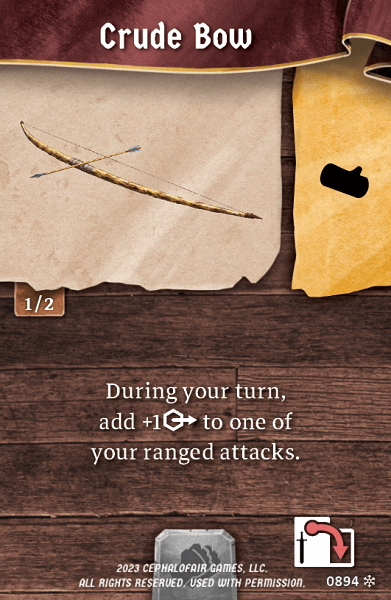 Crude Bow
1/2
During your turn,
add +1 to one of
your ranged attacks.
2023 CEPHALOFAIR GAMES, LLC.
ALL RIGHTS RESERVED. USED WITH PERMISSION.
0894